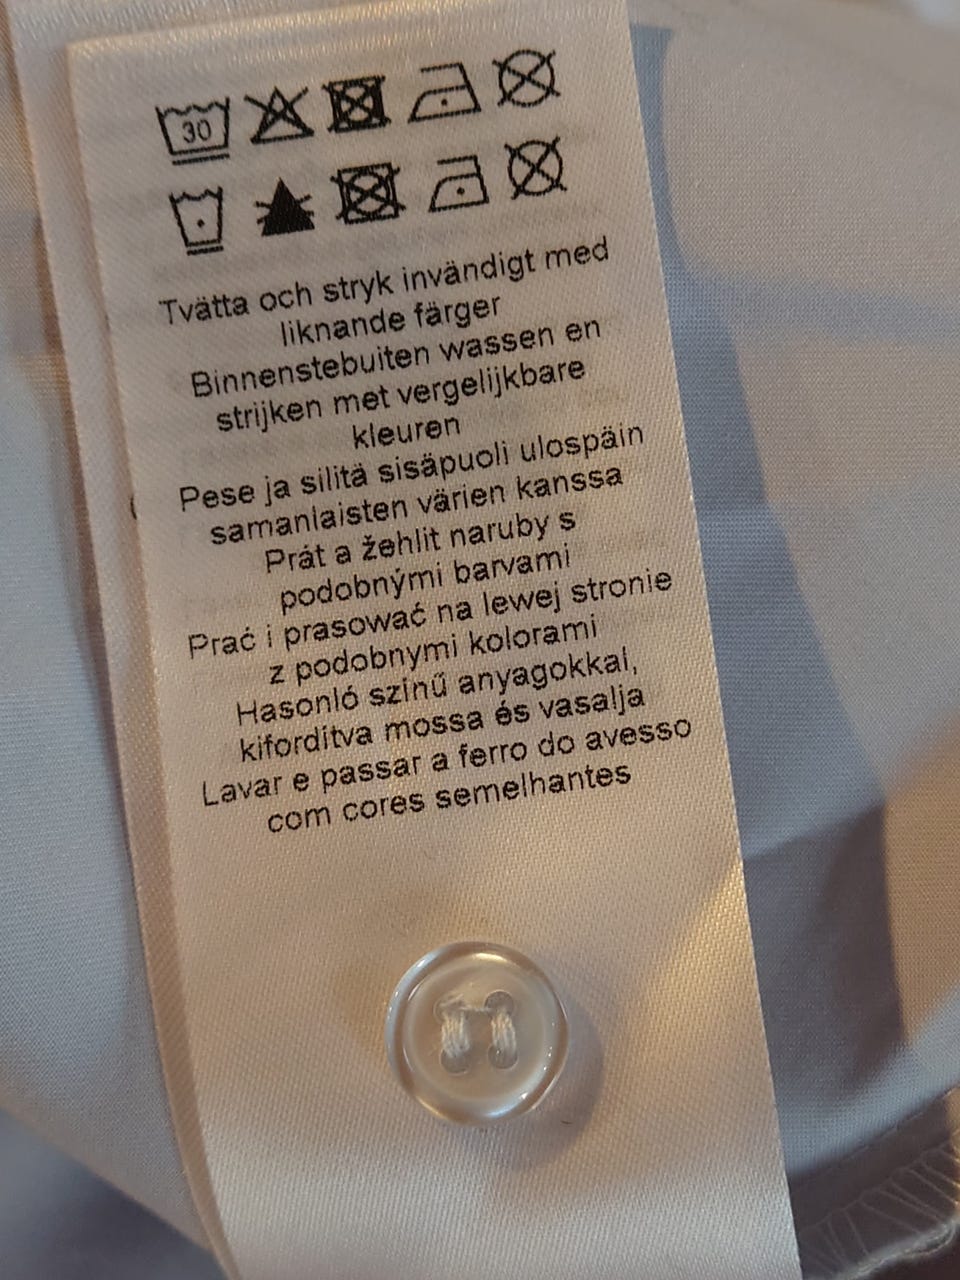 30
Tvätta och stryk invändigt med
liknande färger
Binnenstebuiten wassen en
strijken met vergelijkbare
kleuren
Pese ja silitä sisäpuoli ulospäin
samanlaisten värien kanssa
Prát a žehlit naruby s
podobnými barvami
Prać i prasować na lewej stronie
z podobnymi kolorami
Hasonló színű anyagokkal,
kifordítva mossa és vasalja
Lavar e passar a ferro do avesso
com cores semelhantes